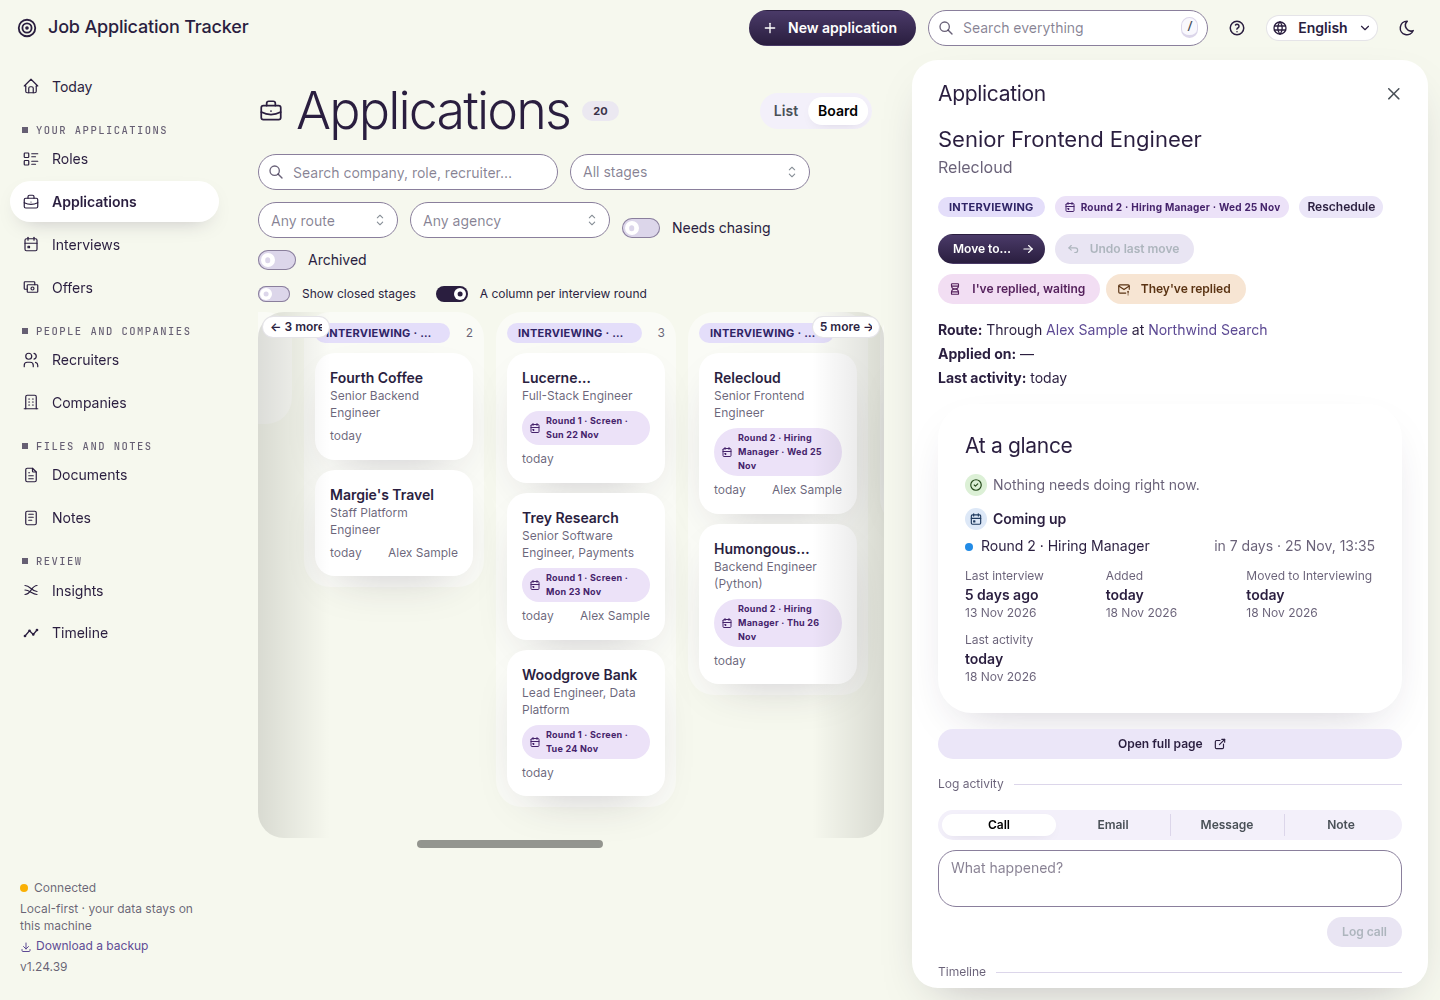 Job Application Tracker
New application
Search everything
/
English
Today
YOUR APPLICATIONS
Roles
Applications
Interviews
Offers
PEOPLE AND COMPANIES
Recruiters
Companies
FILES AND NOTES
Documents
Notes
REVIEW
Insights
Timeline
Connected
Local-first · your data stays on
this machine
Download a backup
v1.24.39
Applications
20
List
Board
Search company, role, recruiter...
All stages
Any route
Any agency
Needs chasing
Archived
Show closed stages
A column per interview round
← 3 more
INTERVIEWING · ...
2
Fourth Coffee
Senior Backend
Engineer
today
Margie's Travel
Staff Platform
Engineer
today
Alex Sample
INTERVIEWING · ...
3
Lucerne...
Full-Stack Engineer
Round 1 · Screen ·
Sun 22 Nov
today
Trey Research
Senior Software
Engineer, Payments
Round 1 · Screen ·
Mon 23 Nov
today
Alex Sample
Woodgrove Bank
Lead Engineer, Data
Platform
Round 1 · Screen ·
Tue 24 Nov
today
INTERVIEWING · ...
5 more →
Relecloud
Senior Frontend
Engineer
Round 2 · Hiring
Manager · Wed 25
Nov
today
Alex Sample
Humongous...
Backend Engineer
(Python)
Round 2 · Hiring
Manager · Thu 26
Nov
today
Application
Senior Frontend Engineer
Relecloud
INTERVIEWING
Round 2 · Hiring Manager · Wed 25 Nov
Reschedule
Move to...
Undo last move
I've replied, waiting
They've replied
Route: Through Alex Sample at Northwind Search
Applied on: —
Last activity: today
At a glance
Nothing needs doing right now.
Coming up
Round 2 · Hiring Manager
in 7 days · 25 Nov, 13:35
Last interview
5 days ago
13 Nov 2026
Added
today
18 Nov 2026
Moved to Interviewing
today
18 Nov 2026
Last activity
today
18 Nov 2026
Open full page
Log activity
Call
Email
Message
Note
What happened?
Log call
Timeline